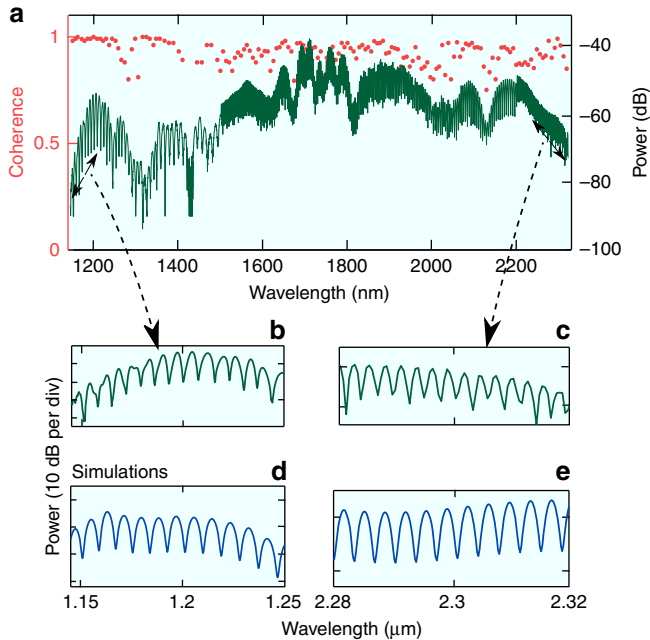 a
1
0.5
0
Coherence
−40
−60
−80
−100
Power (dB)
1200 1400 1600 1800 2000 2200
Wavelength (nm)
b
c
Simulations
d
e
Power (10 dB per div)
1.15 1.2 1.25
2.28 2.3 2.32
Wavelength (μm)